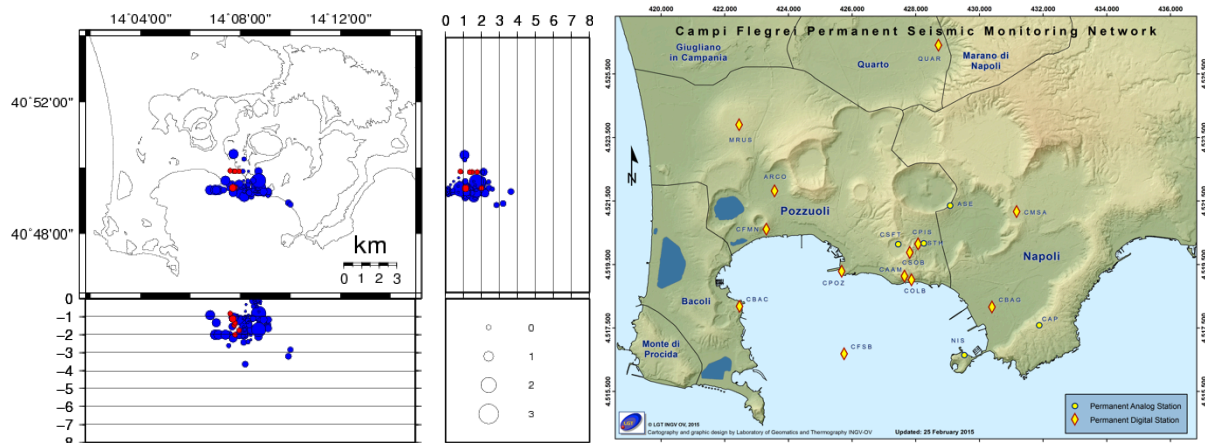 14°04'00" 14°08'00" 14°12'00"
40°52'00"
40°48'00"
km
0 1 2 3
0 1 2 3 4 5 6 7 8
0
-1
-2
-3
-4
-5
-6
-7
-8
0
1
2
3
420.000 422.000 424.000 426.000 428.000 430.000 432.000 434.000 436.000
Campi Flegrei Permanent Seismic Monitoring Network
Giugliano
in Campania
Quarto
QUAR
Marano di
Napoli
4.525.500
MRUS
4.523.500
N
ARCO
ASE
4.521.500
Pozzuoli
CMSA
CFMN
CSFT
CPIS
STH
CSOB
Napoli
4.519.500
CAAM
CPOZ
COLB
Bacoli
CBAC
CBAG
CAP
4.517.500
Monte di
Procida
CFSB
NIS
4.515.500
Permanent Analog Station
Permanent Digital Station
LGT
© LGT INGV OV, 2015
Cartography and graphic design by Laboratory of Geomatics and Thermography INGV-OV
Updated: 25 February 2015